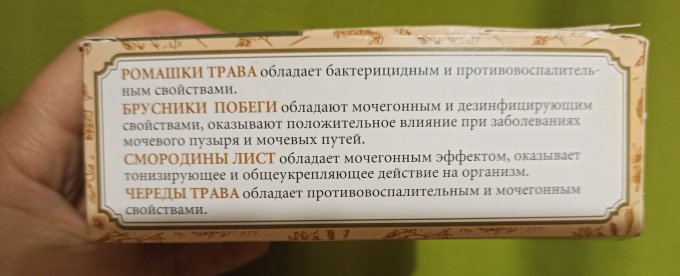 РОМАШКИ ТРАВА обладает бактерицидным и противовоспалитель-
ным свойствами.
БРУСНИКИ ПОБЕГИ обладают мочегонным и дезинфицирующим
свойствами, оказывают положительное влияние при заболеваниях
мочевого пузыря и мочевых путей.
СМОРОДИНЫ ЛИСТ обладает мочегонным эффектом, оказывает
тонизирующее и общеукрепляющее действие на организм.
ЧЕРЕДЫ ТРАВА обладает противовоспалительным и мочегонным
свойствами.